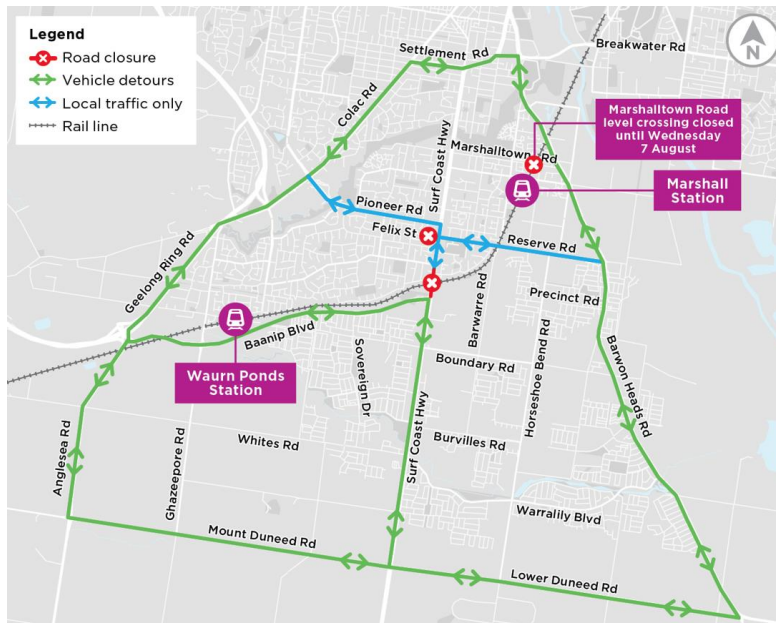 Legend
Road closure
Vehicle detours
Local traffic only
Rail line
N
Settlement Rd
Breakwater Rd
Colac Rd
Surf Coast Hwy
Marshalltown Rd
Marshalltown Road
level crossing closed
until Wednesday
7 August
Marshall
Station
Pioneer Rd
Felix St
Reserve Rd
Geelong Ring Rd
Precinct Rd
Barwarre Rd
Baanip Blvd
Horseshoe Bend Rd
Waurn Ponds
Station
Sovereign Dr
Boundary Rd
Barwon Heads Rd
Surf Coast Hwy
Anglesea Rd
Ghazeepore Rd
Whites Rd
Burvilles Rd
Warralily Blvd
Mount Duneed Rd
Lower Duneed Rd